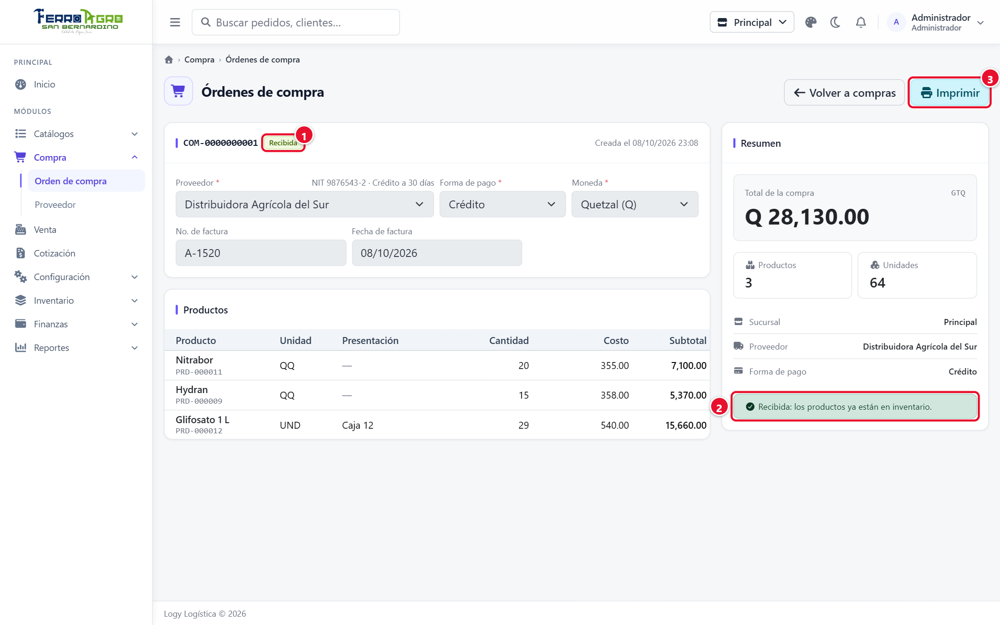 FERRO AGRO
SAN BERNARDINO
Buscar pedidos, clientes...
Principal
A
Administrador
Administrador
PRINCIPAL
Inicio
MÓDULOS
Catálogos
Compra
Orden de compra
Proveedor
Venta
Cotización
Configuración
Inventario
Finanzas
Reportes
› Compra › Órdenes de compra
Órdenes de compra
← Volver a compras
Imprimir
3
COM-0000000001 Recibida
1
Creada el 08/10/2026 23:08
Proveedor *
NIT 9876543-2 · Crédito a 30 días
Forma de pago *
Moneda *
Distribuidora Agrícola del Sur
Crédito
Quetzal (Q)
No. de factura
Fecha de factura
A-1520
08/10/2026
Productos
Producto Unidad Presentación Cantidad Costo Subtotal
Nitrabor
PRD-000011
QQ — 20 355.00 7,100.00
Hydran
PRD-000009
QQ — 15 358.00 5,370.00
Glifosato 1 L
PRD-000012
UND Caja 12 29 540.00 15,660.00
Resumen
Total de la compra GTQ
Q 28,130.00
Productos
3
Unidades
64
Sucursal Principal
Proveedor Distribuidora Agrícola del Sur
Forma de pago Crédito
2
Recibida: los productos ya están en inventario.
Logy Logística © 2026